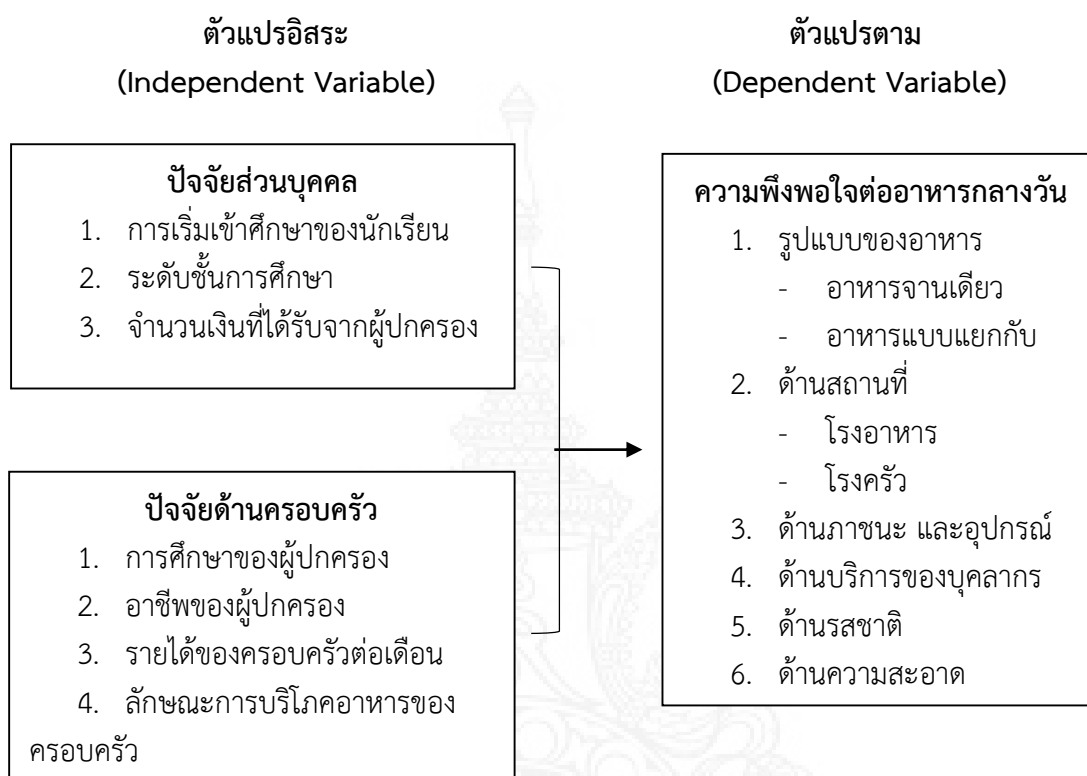 ตัวแปรอิสระ
(Independent Variable)
ปัจจัยส่วนบุคคล
1. การเริ่มเข้าศึกษาของนักเรียน
2. ระดับชั้นการศึกษา
3. จำนวนเงินที่ได้รับจากผู้ปกครอง
ปัจจัยด้านครอบครัว
1. การศึกษาของผู้ปกครอง
2. อาชีพของผู้ปกครอง
3. รายได้ของครอบครัวต่อเดือน
4. ลักษณะการบริโภคอาหารของ
ครอบครัว
ตัวแปรตาม
(Dependent Variable)
ความพึงพอใจต่ออาหารกลางวัน
1. รูปแบบของอาหาร
- อาหารจานเดียว
- อาหารแบบแยกกับ
2. ด้านสถานที่
- โรงอาหาร
- โรงครัว
3. ด้านภาชนะ และอุปกรณ์
4. ด้านบริการของบุคลากร
5. ด้านรสชาติ
6. ด้านความสะอาด